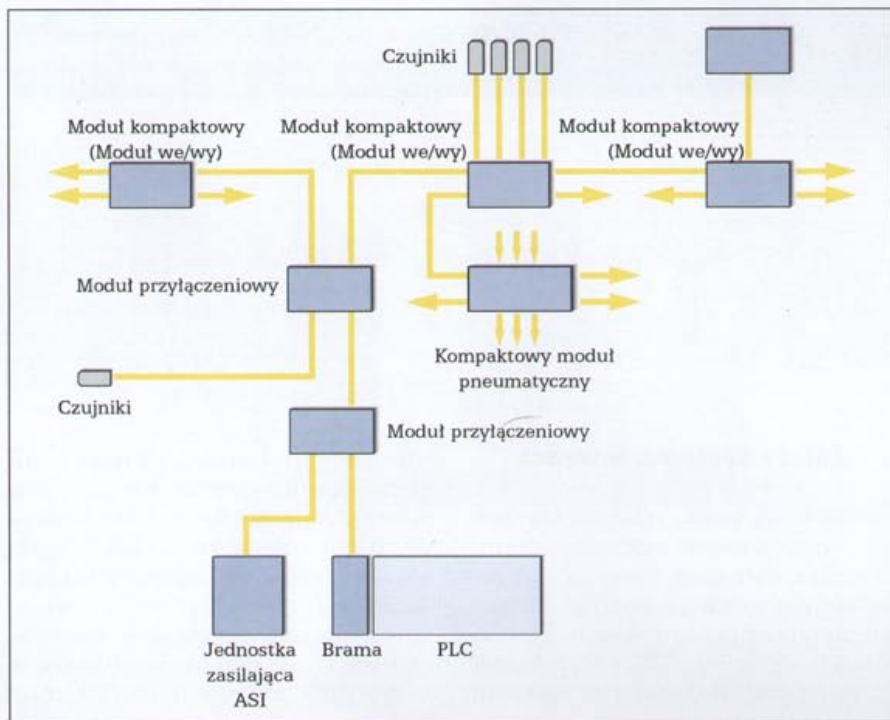 Czujniki
Moduł kompaktowy
(Moduł we/wy)
Moduł kompaktowy
(Moduł we/wy)
Moduł kompaktowy
(Moduł we/wy)
Moduł przyłączeniowy
Kompaktowy moduł
pneumatyczny
Czujniki
Moduł przyłączeniowy
Jednostka
zasilająca
ASI
Brama
PLC